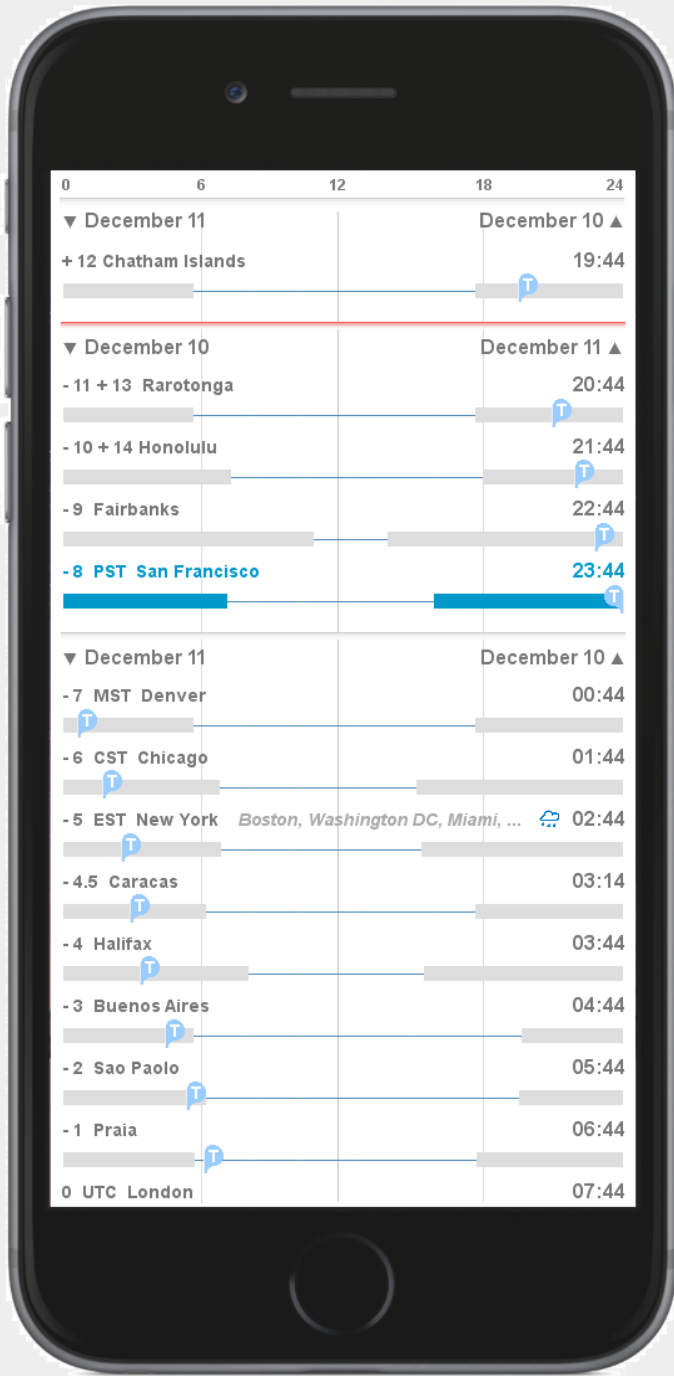 0 6 12 18 24
▼ December 11 December 10 ▲
+ 12 Chatham Islands 19:44
T
▼ December 10 December 11 ▲
- 11 + 13 Rarotonga 20:44
T
- 10 + 14 Honolulu 21:44
T
- 9 Fairbanks 22:44
T
- 8 PST San Francisco 23:44
T
▼ December 11 December 10 ▲
- 7 MST Denver 00:44
T
- 6 CST Chicago 01:44
T
- 5 EST New York Boston, Washington DC, Miami, ... 02:44
T
- 4.5 Caracas 03:14
T
- 4 Halifax 03:44
T
- 3 Buenos Aires 04:44
T
- 2 Sao Paolo 05:44
T
- 1 Praia 06:44
T
0 UTC London 07:44